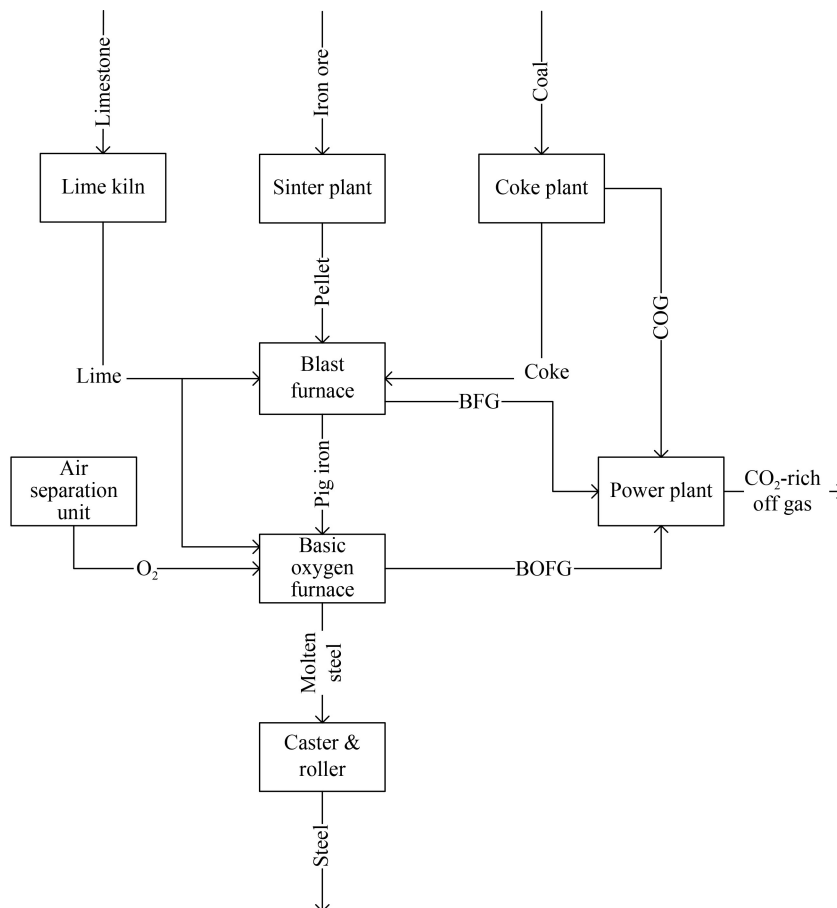 Limestone
Iron ore
Coal
Lime kiln
Sinter plant
Coke plant
Pellet
COG
Lime
Blast
furnace
Coke
BFG
Air
separation
unit
Pig iron
Power plant
CO₂-rich
off gas
O₂
Basic
oxygen
furnace
BOFG
Molten
steel
Caster &
roller
Steel